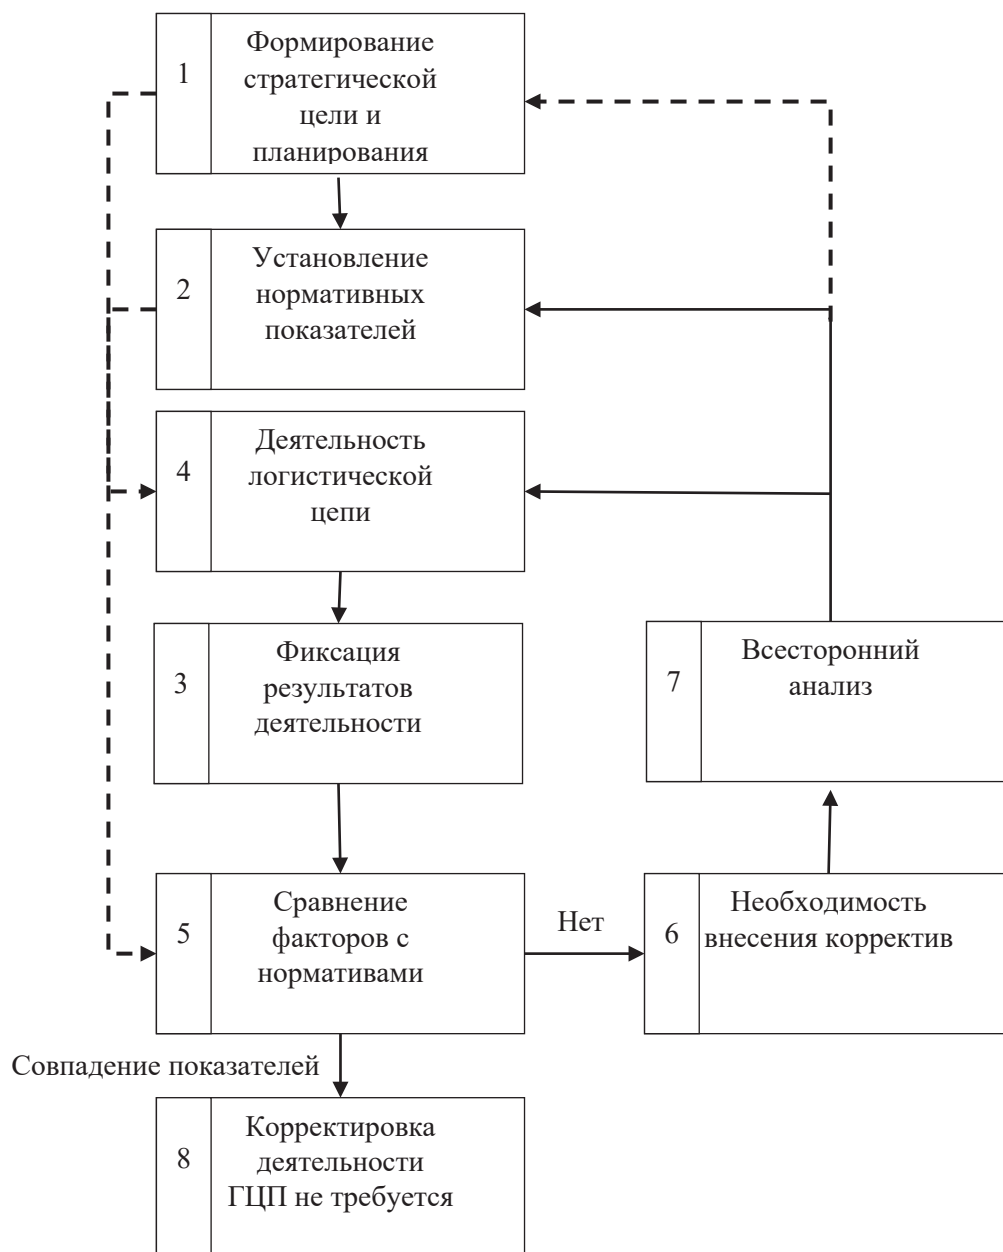 1
Формирование
стратегической
цели и
планирования
2
Установление
нормативных
показателей
4
Деятельность
логистической
цепи
3
Фиксация
результатов
деятельности
7
Всесторонний
анализ
5
Сравнение
факторов с
нормативами
Нет
6
Необходимость
внесения корректив
Совпадение показателей
8
Корректировка
деятельности
ГЦП не требуется